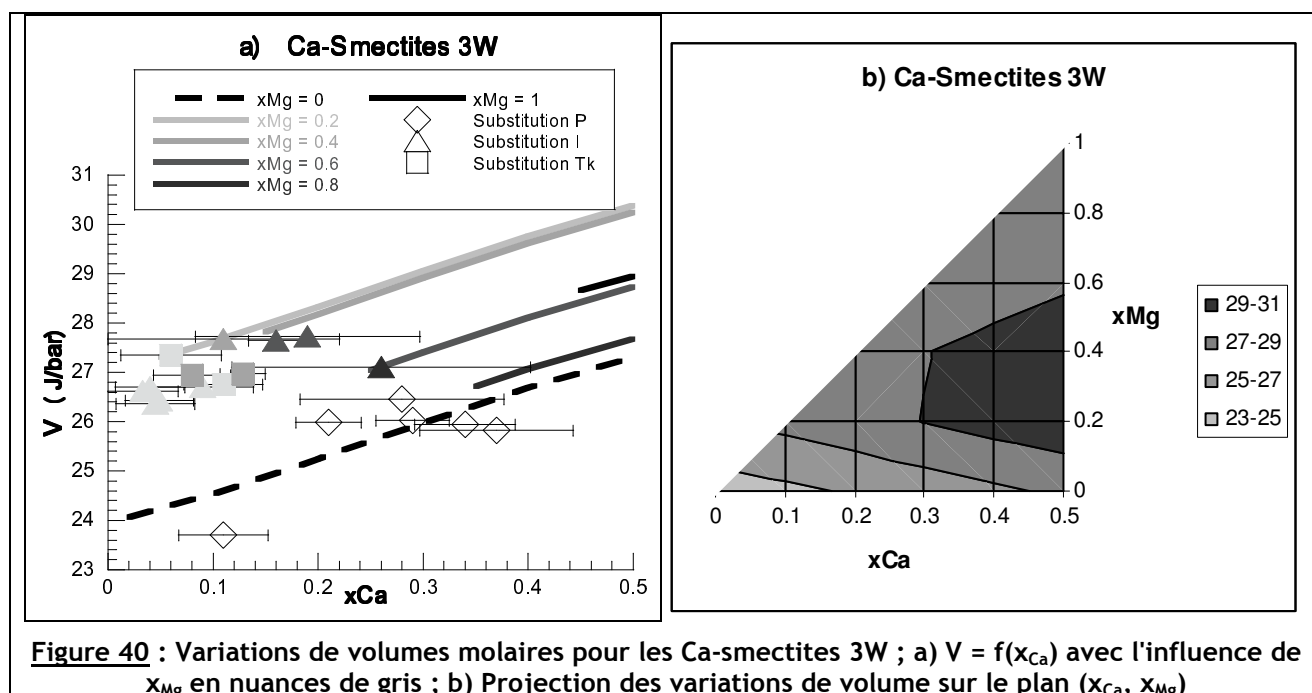 a) Ca-Smectites 3W
xMg = 0
xMg = 0.2
xMg = 0.4
xMg = 0.6
xMg = 0.8
xMg = 1
Substitution P
Substitution I
Substitution Tk
31
30
29
28
27
26
25
24
23
V (J/bar)
0
0.1
0.2
0.3
0.4
0.5
xCa
b) Ca-Smectites 3W
1
0.8
0.6
0.4
0.2
0
xMg
0
0.1
0.2
0.3
0.4
0.5
xCa
29-31
27-29
25-27
23-25
Figure 40 : Variations de volumes molaires pour les Ca-smectites 3W ; a) V = f(xCa) avec l'influence de
xMg en nuances de gris ; b) Projection des variations de volume sur le plan (xCa, xMg)